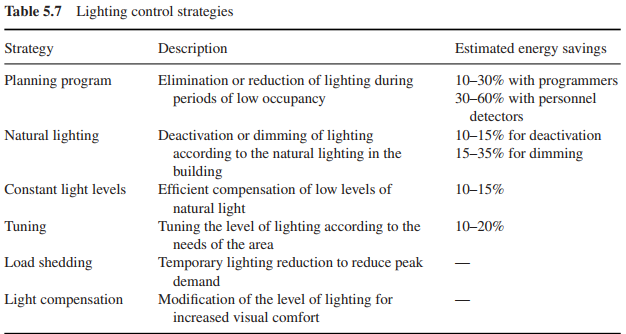 Table 5.7 Lighting control strategies
Strategy Description Estimated energy savings
Planning program Elimination or reduction of lighting during 10–30% with programmers
periods of low occupancy 30–60% with personnel
detectors
Natural lighting Deactivation or dimming of lighting 10–15% for deactivation
according to the natural lighting in the 15–35% for dimming
building
Constant light levels Efficient compensation of low levels of 10–15%
natural light
Tuning Tuning the level of lighting according to the 10–20%
needs of the area
Load shedding Temporary lighting reduction to reduce peak —
demand
Light compensation Modification of the level of lighting for —
increased visual comfort